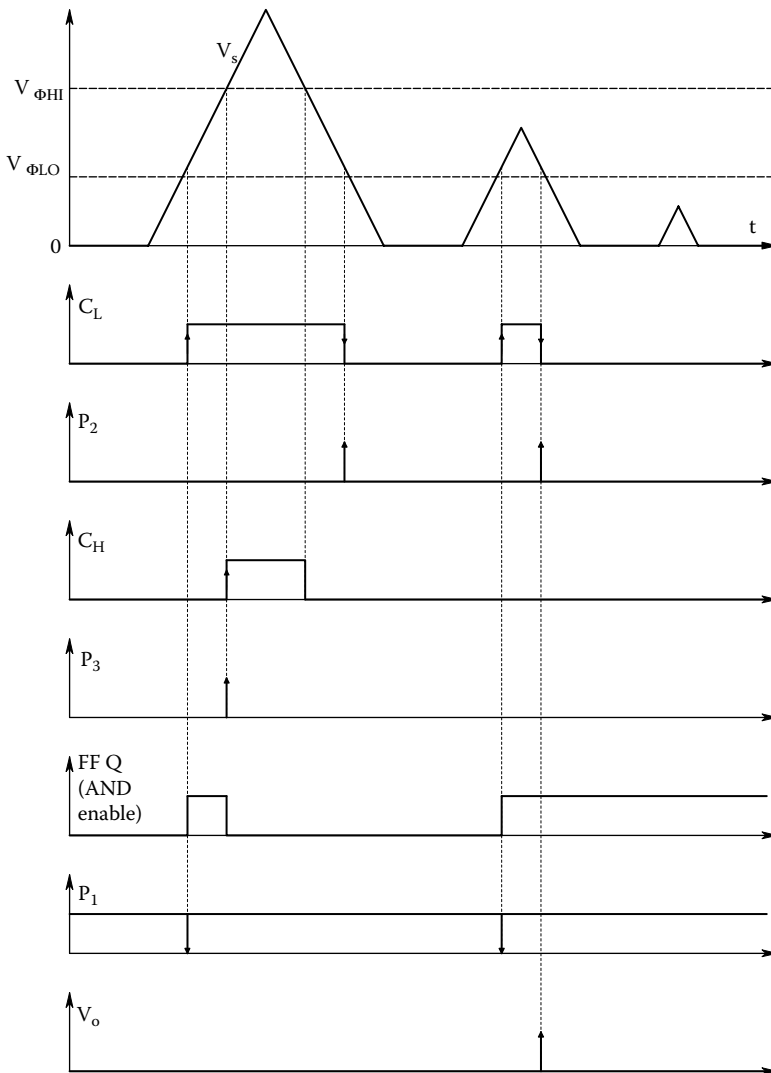 V_s
V_ΦHI
V_ΦLO
t
0
C_L
P_2
C_H
P_3
FF Q
(AND
enable)
P_1
V_o